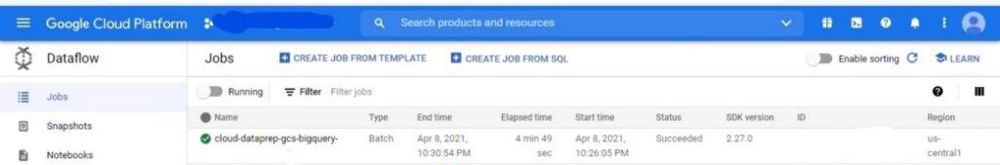 Google Cloud Platform
Search products and resources
Dataflow
Jobs
CREATE JOB FROM TEMPLATE
CREATE JOB FROM SQL
Enable sorting
LEARN
Jobs
Snapshots
Notebooks
Running
Filter
Filter jobs
Name Type End time Elapsed time Start time Status SDK version ID Region
cloud-dataprep-gcs-bigquery- Batch Apr 8, 2021, 4 min 49 Apr 8, 2021, Succeeded 2.27.0 us-
10:30:54 PM sec 10:26:05 PM central1